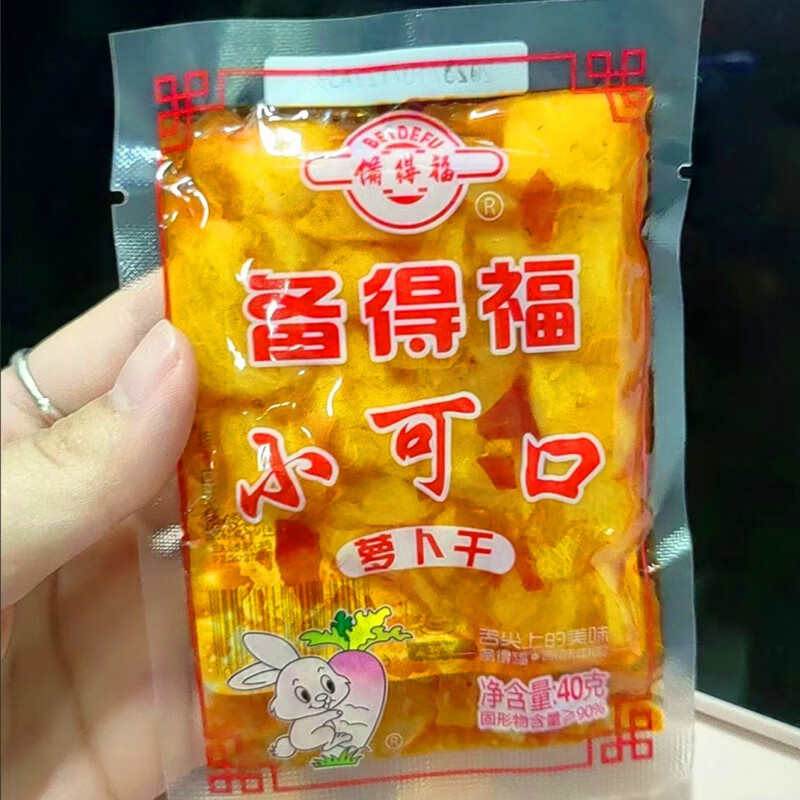 BEIDEFU
備得福
®
备得福
小可口
萝卜干
舌尖上的美味
净含量:40克
固形物含量≥90%
®